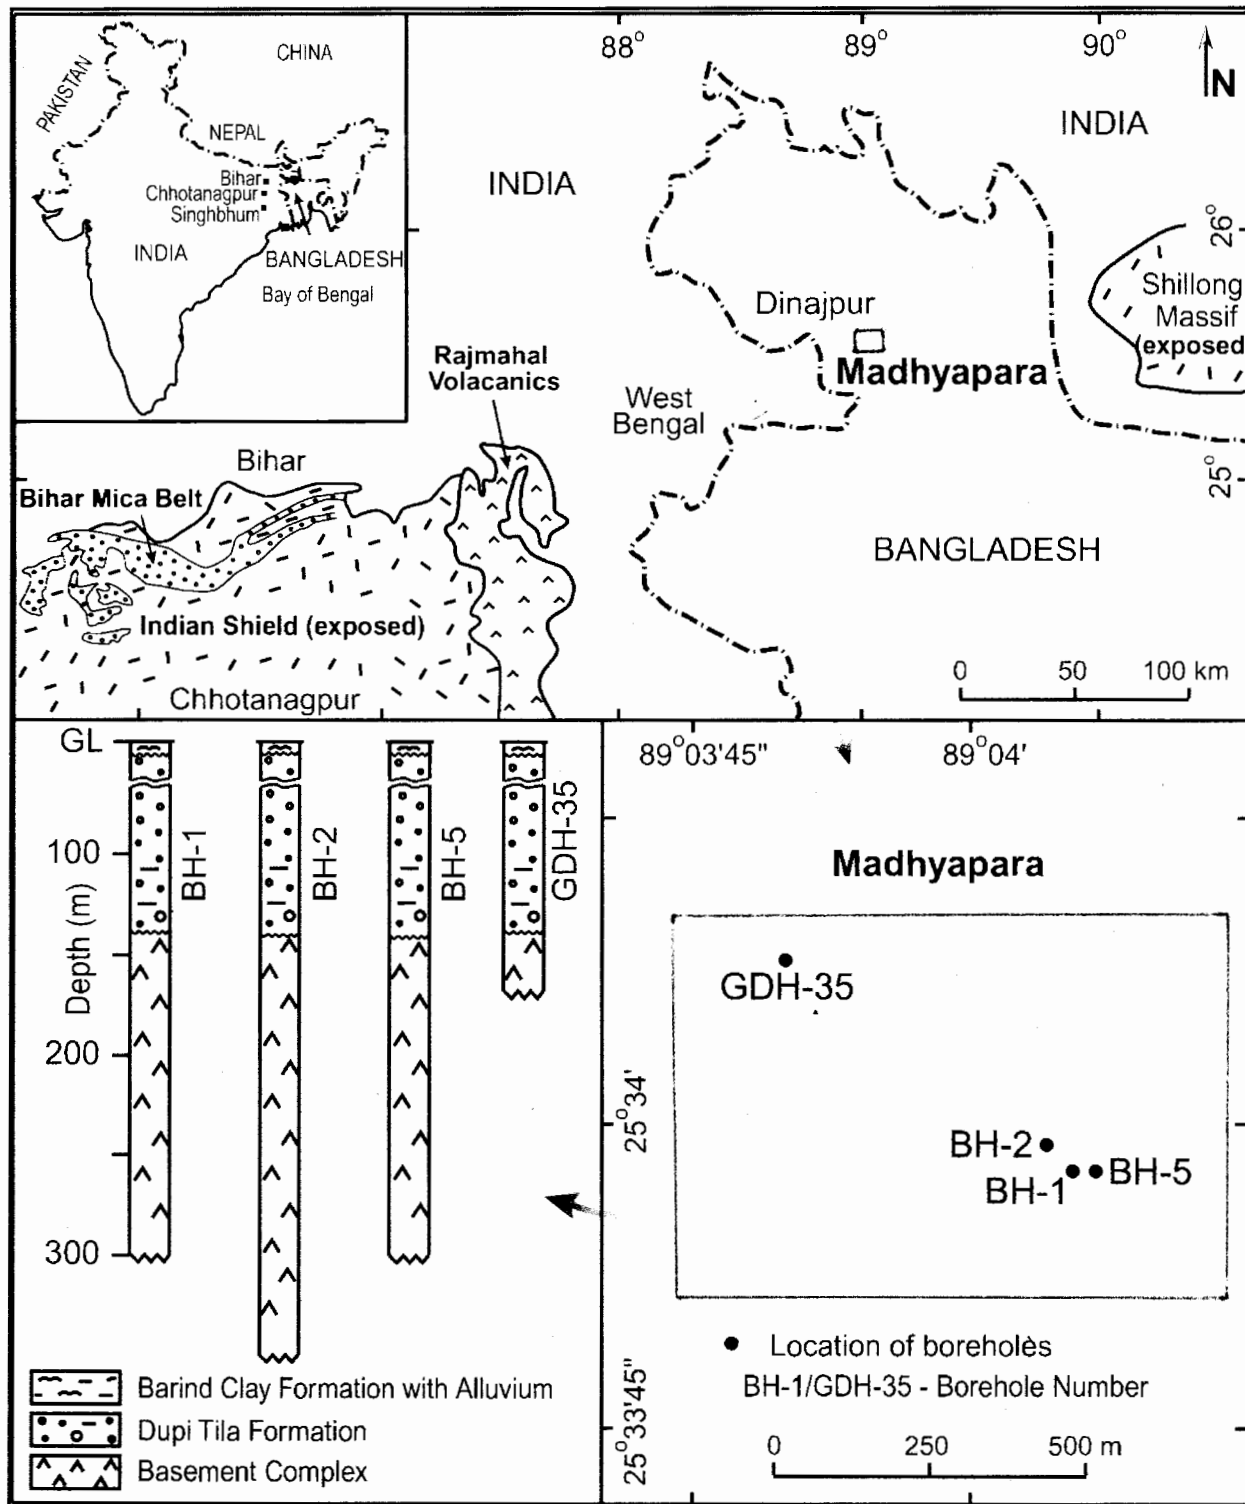 CHINA
PAKISTAN
NEPAL
Bihar
Chhotanagpur
Singhbhum
INDIA
BANGLADESH
Bay of Bengal
88°
89°
90°
N
INDIA
INDIA
26°
Shillong
Massif
(exposed
Dinajpur
Madhyapara
Rajmahal
Volacanics
West
Bengal
25°
Bihar
Bihar Mica Belt
BANGLADESH
Indian Shield (exposed)
Chhotanagpur
0 50 100 km
GL
100
200
300
Depth (m)
BH-1
BH-2
BH-5
GDH-35
Barind Clay Formation with Alluvium
Dupi Tila Formation
Basement Complex
89°03'45"
89°04'
Madhyapara
GDH-35
25°34'
BH-2
BH-1
BH-5
25°33'45"
Location of boreholès
BH-1/GDH-35 - Borehole Number
0 250 500 m